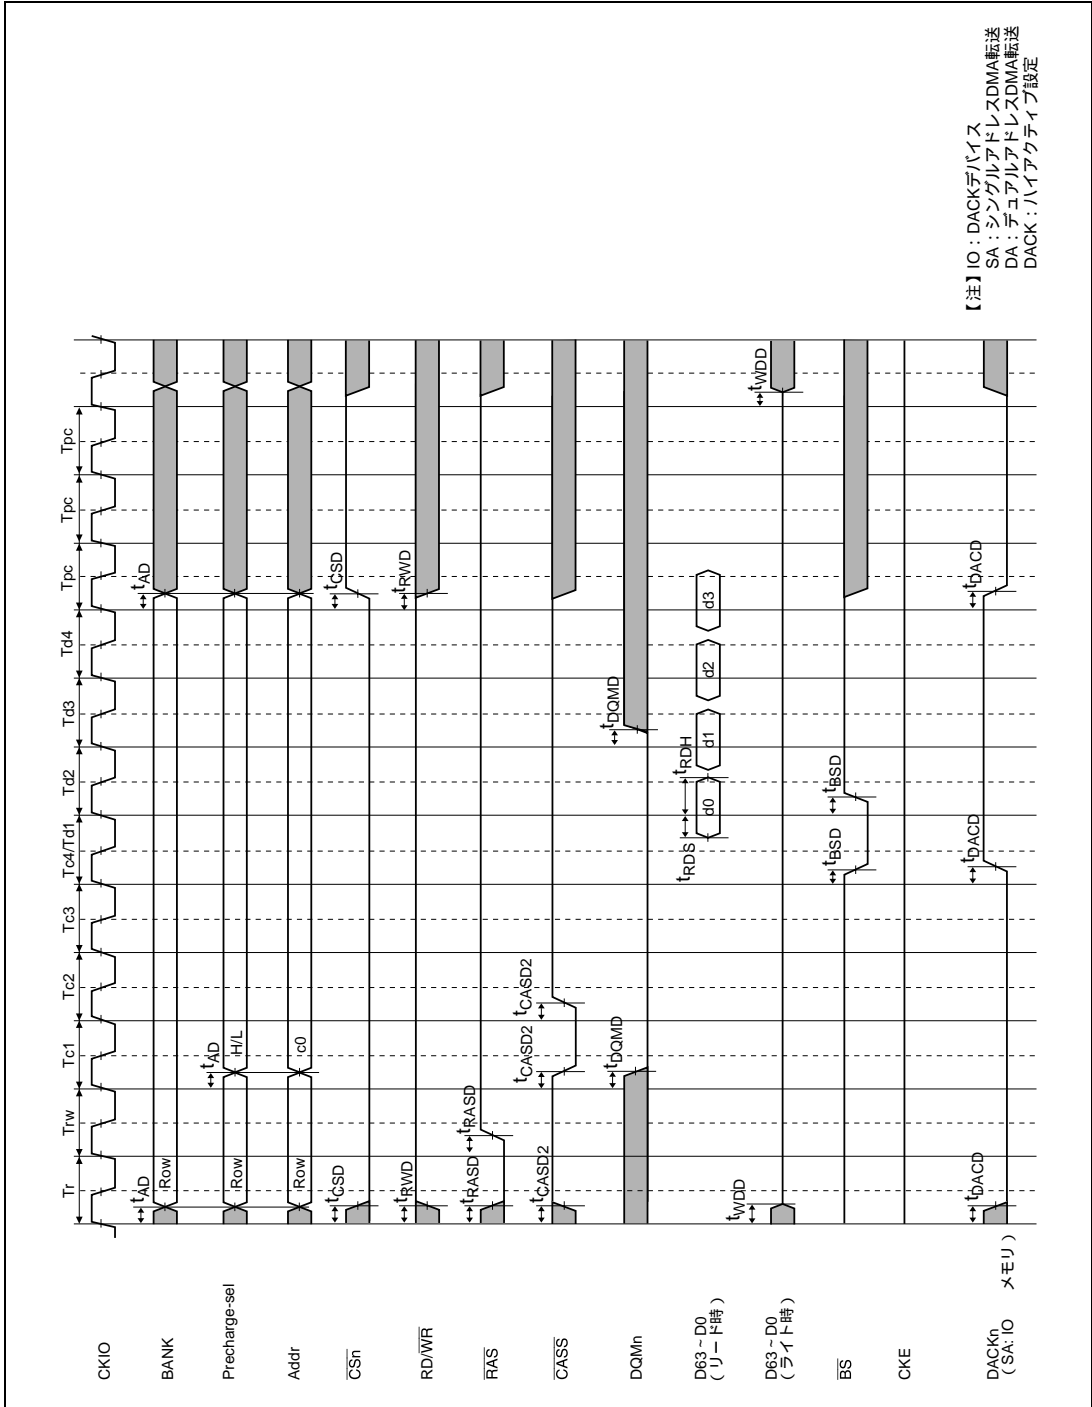 Tr
Trw
Tc1
Tc2
Tc3
Tc4/Td1
Td2
Td3
Td4
Tpc
Tpc
Tpc
CKIO
BANK
tAD
Row
tAD
Precharge-sel
Row
tAD
H/L
Addr
Row
c0
CSn
tCSD
tCSD
RD/WR
tRWD
tRWD
RAS
tRASD
tRASD
CASS
tCASD2
tCASD2
tCASD2
DQMn
tDQMD
tDQMD
D63~D0
(リード時)
tRDS
tRDH
d0
d1
d2
d3
D63~D0
(ライト時)
tWDD
tWDD
BS
tBSD
tBSD
CKE
DACKn
(SA: IO メモリ)
tDACD
tDACD
tDACD
【注】IO:DACKデバイス
SA:シングルアドレスDMA転送
DA:デュアルアドレスDMA転送
DACK:ハイアクティブ設定